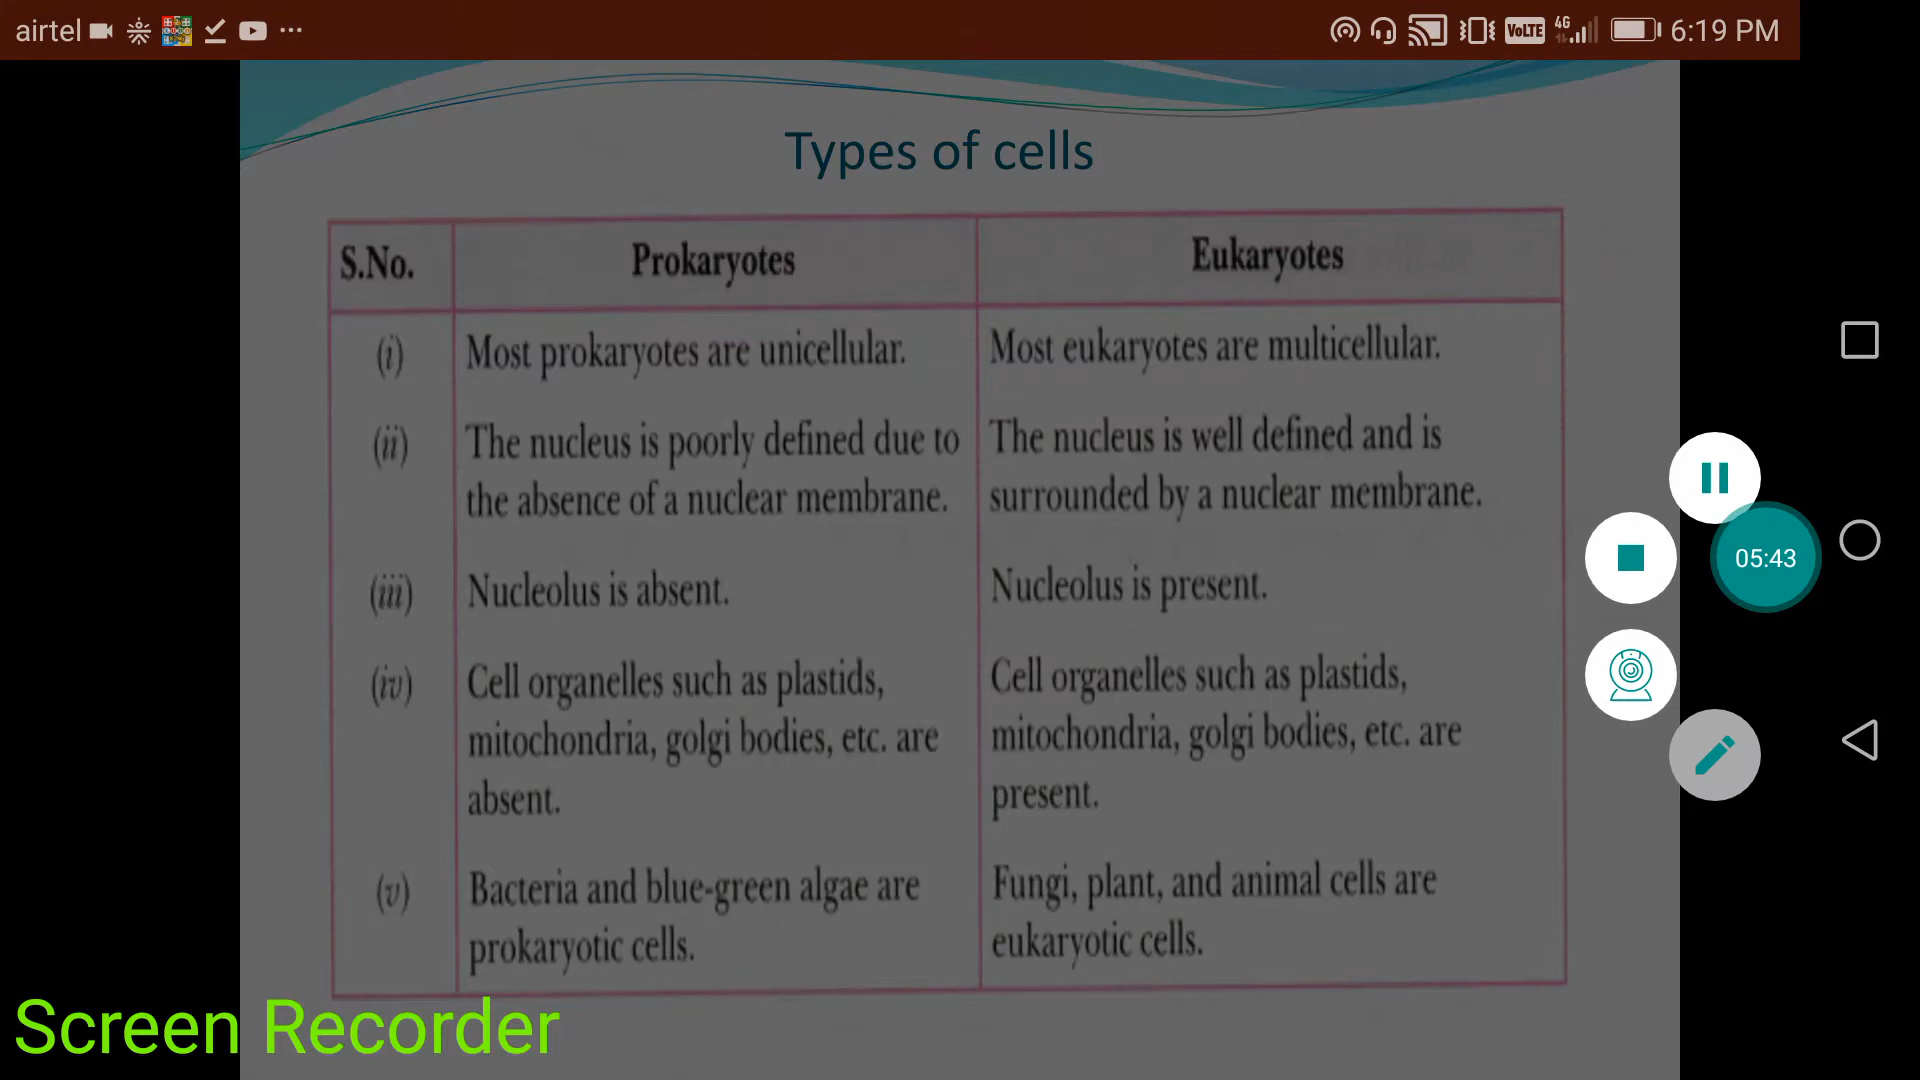 airtel
VoLTE 4G 6:19 PM
Types of cells
S.No. Prokaryotes Eukaryotes
(i) Most prokaryotes are unicellular. Most eukaryotes are multicellular.
(ii) The nucleus is poorly defined due to The nucleus is well defined and is
the absence of a nuclear membrane. surrounded by a nuclear membrane.
(iii) Nucleolus is absent. Nucleolus is present.
(iv) Cell organelles such as plastids, Cell organelles such as plastids,
mitochondria, golgi bodies, etc. are mitochondria, golgi bodies, etc. are
absent. present.
(v) Bacteria and blue-green algae are Fungi, plant, and animal cells are
prokaryotic cells. eukaryotic cells.
05:43
Screen Recorder